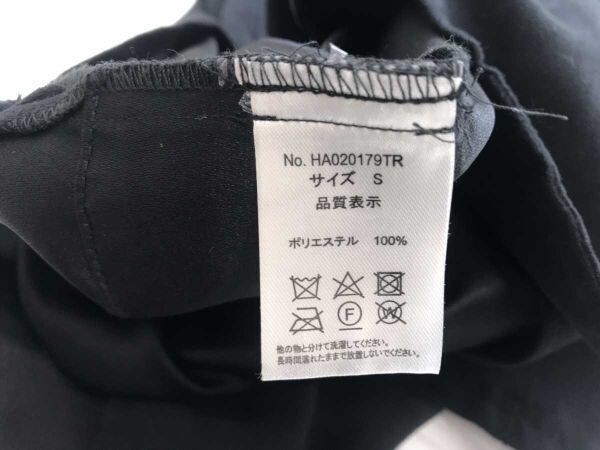 No. HA020179TR
サイズ S
品質表示
ポリエステル 100%
F W
他の物と分けて洗濯してください。
長時間濡れたままで放置しないでください。